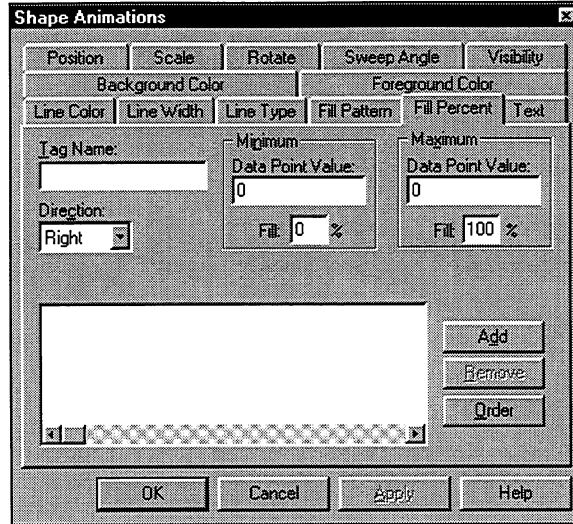 Shape Animations
Position Scale Rotate Sweep Angle Visibility
Background Color Foreground Color
Line Color Line Width Line Type Fill Pattern Fill Percent Text
Tag Name:
Minimum
Data Point Value:
0
Fill: 0 %
Maximum
Data Point Value:
0
Fill: 100 %
Direction:
Right
Add
Remove
Order
OK Cancel Apply Help